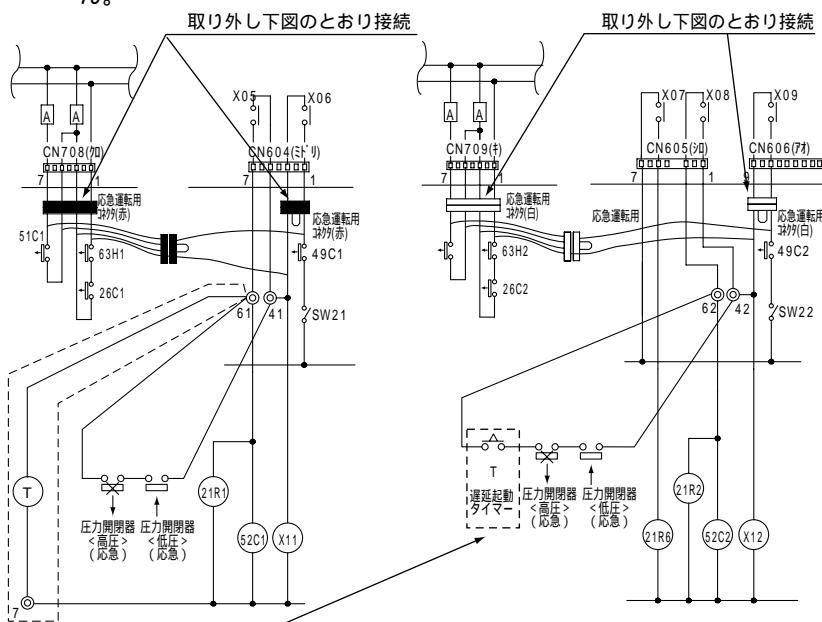 る。
取り外し下図のとおり接続
取り外し下図のとおり接続
X05
X06
X07
X08
X09
A
A
A
A
CN708(クロ)
CN604(ミドリ)
CN709(キ)
CN605(シロ)
CN606(アオ)
7
1
7
1
7
1
7
1
9
応急運転用
コネクタ(赤)
応急運転用
コネクタ(赤)
応急運転用
コネクタ(白)
応急運転用
応急運転用
コネクタ(白)
51C1
63H1
49C1
63H2
49C2
26C1
26C2
61
41
SW21
62
42
SW22
T
圧力開閉器
<高圧>
(応急)
圧力開閉器
<低圧>
(応急)
21R1
52C1
X11
7
T
遅延起動
タイマー
圧力開閉器
<高圧>
(応急)
圧力開閉器
<低圧>
(応急)
21R2
21R6
52C2
X12